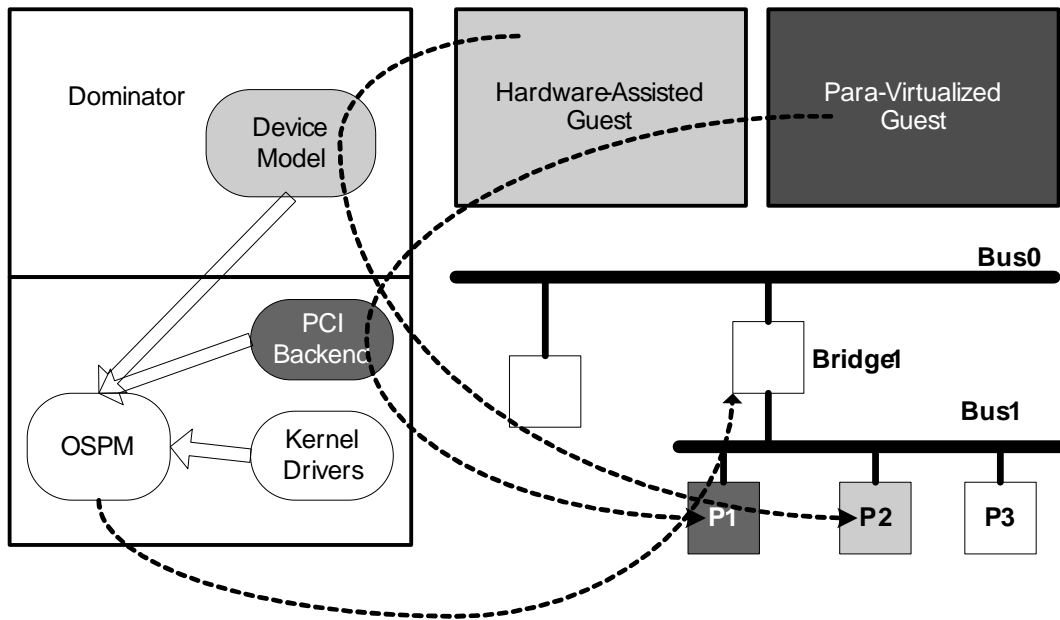 Dominator
Device
Model
Hardware-Assisted
Guest
Para-Virtualized
Guest
Bus0
PCI
Backend
Bridge1
Bus1
OSPM
Kernel
Drivers
P1
P2
P3